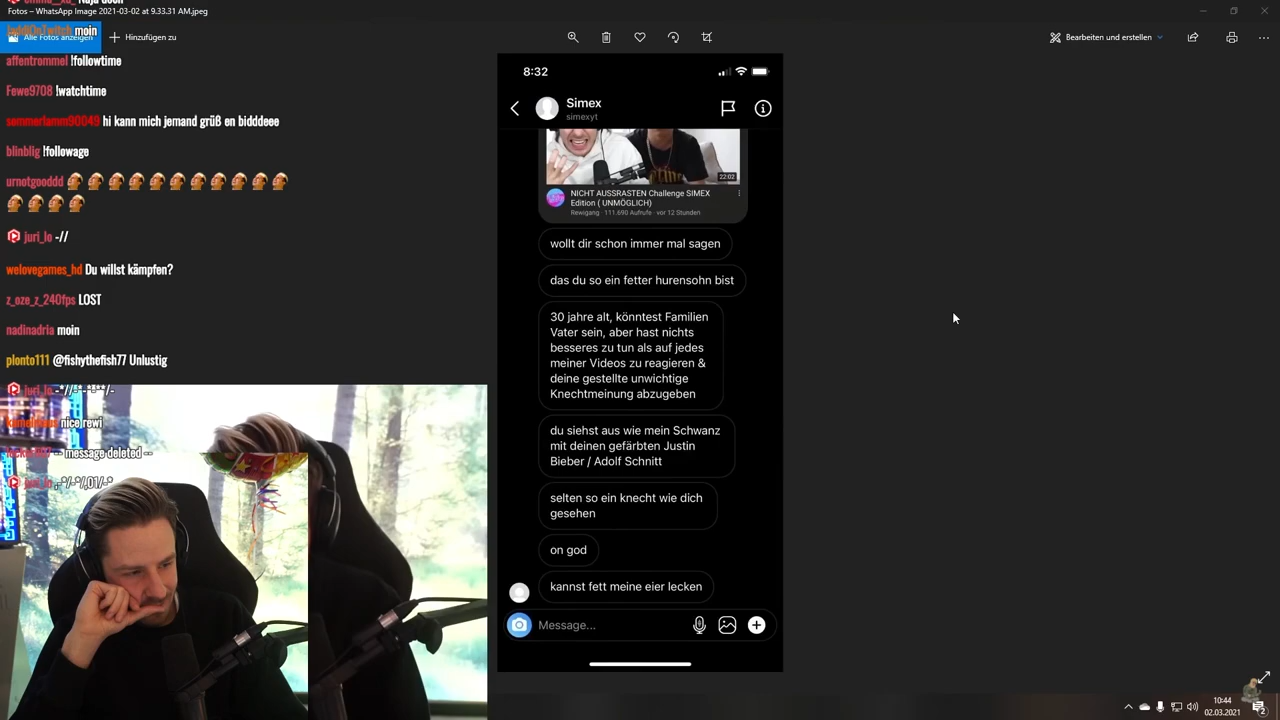 Fotos – WhatsApp Image 2021-03-02 at 9.33.31 AM.jpeg
moin
Alle Fotos anzeigen
Hinzufügen zu
Bearbeiten und erstellen
affentrommel !followtime
Fewe9708 !watchtime
sommerlamm90049 hi kann mich jemand grüß en bidddeee
blinblig !followage
urnotgooddd
juri_lo -//
welovegames_hd Du willst kämpfen?
z_oze_z_240fps LOST
nadinadria moin
plonto111 @fishythefish77 Unlustig
juri_lo
nice rewi
-- message deleted --
juri_lo
8:32
Simex
simexyt
22:02
NICHT AUSSRASTEN Challenge SIMEX
Edition ( UNMÖGLICH)
Rewigang · 111.690 Aufrufe · vor 12 Stunden
wollt dir schon immer mal sagen
das du so ein fetter hurensohn bist
30 jahre alt, könntest Familien
Vater sein, aber hast nichts
besseres zu tun als auf jedes
meiner Videos zu reagieren &
deine gestellte unwichtige
Knechtmeinung abzugeben
du siehst aus wie mein Schwanz
mit deinen gefärbten Justin
Bieber / Adolf Schnitt
selten so ein knecht wie dich
gesehen
on god
kannst fett meine eier lecken
Message...
10:44
02.03.2021
2